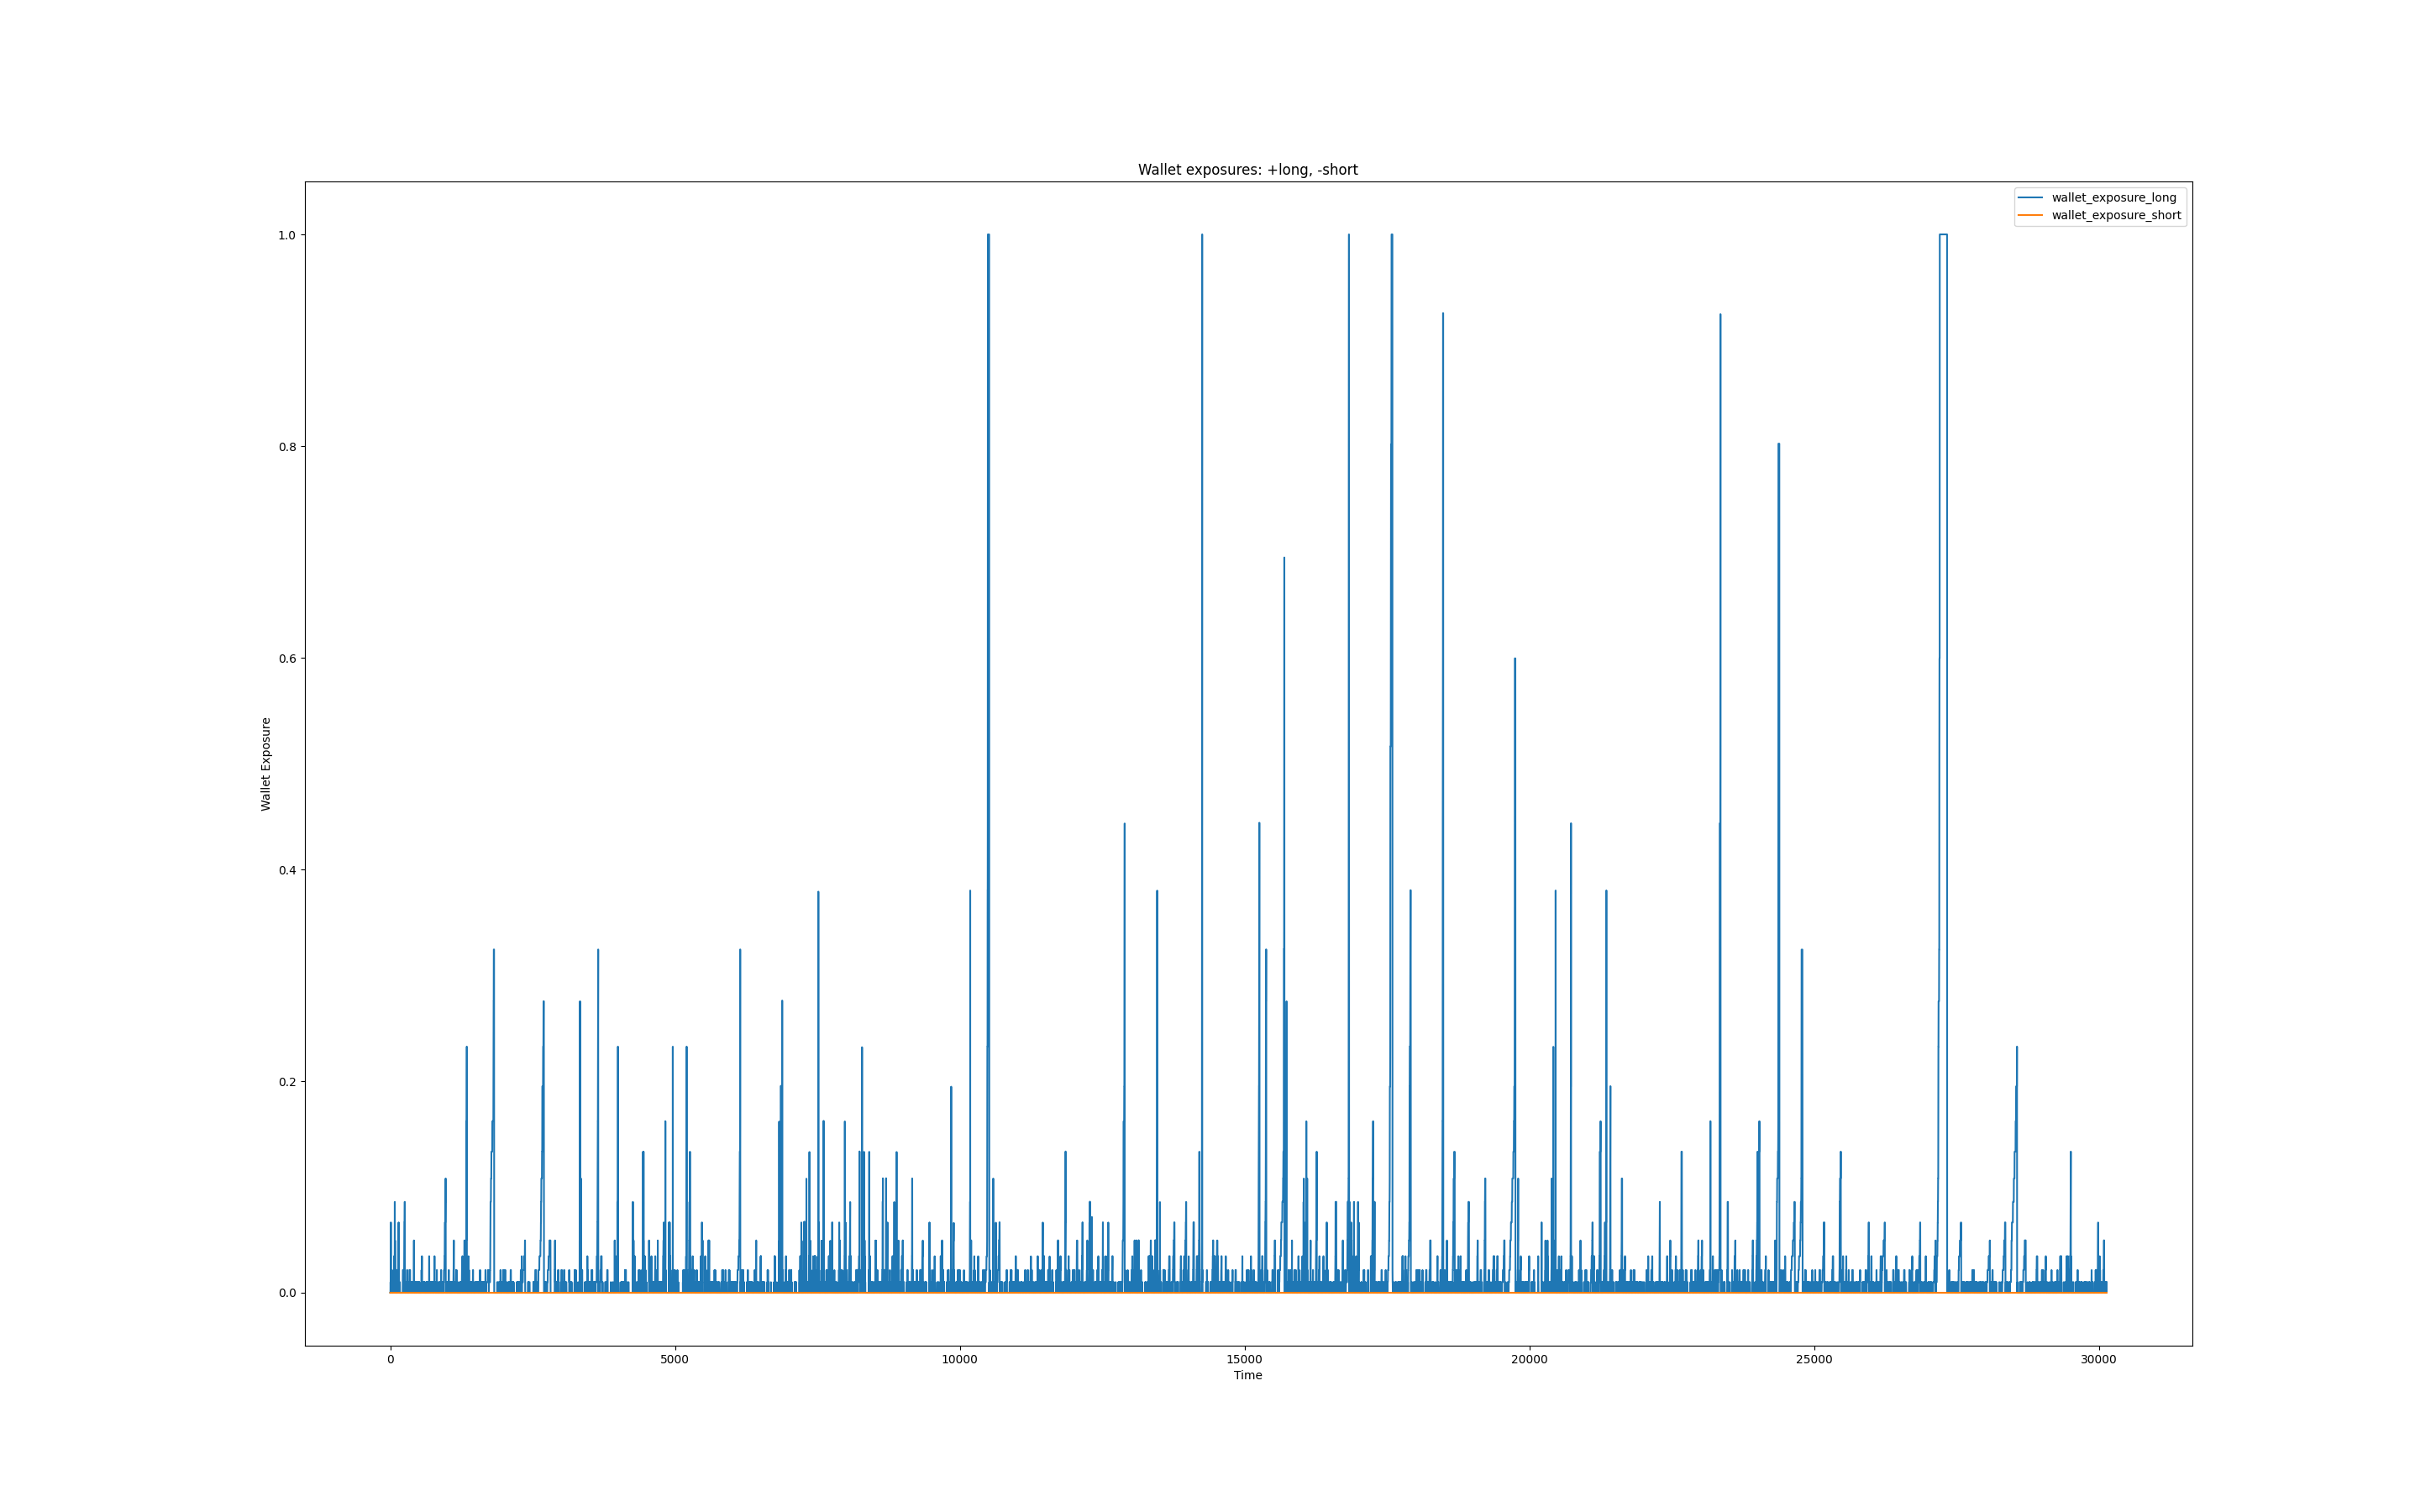 Wallet exposures: +long, -short
wallet_exposure_long
wallet_exposure_short
1.0
0.8
0.6
0.4
0.2
0.0
Wallet Exposure
0 5000 10000 15000 20000 25000 30000
Time